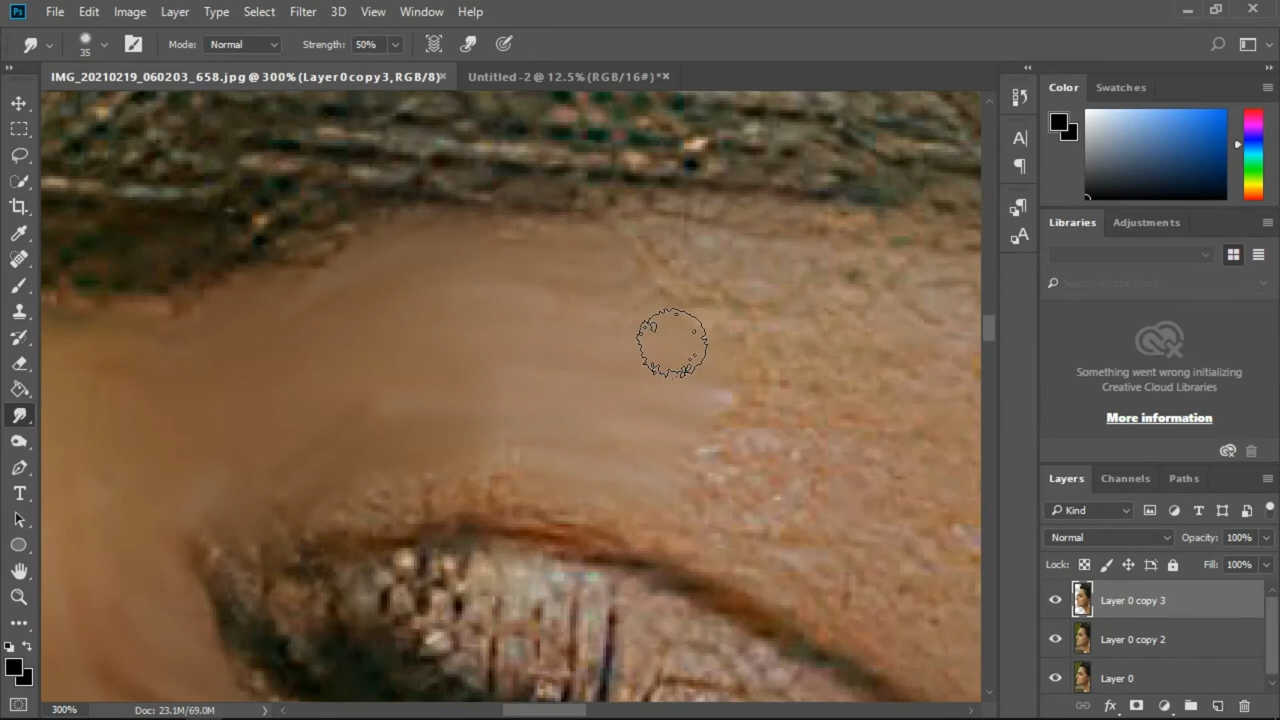 Ps File Edit Image Layer Type Select Filter 3D View Window Help
35 Mode: Normal Strength: 50%
IMG_20210219_060203_658.jpg @ 300% (Layer 0 copy 3, RGB/8) × Untitled-2 @ 12.5% (RGB/16#) * ×
Color Swatches
Libraries Adjustments
Something went wrong initializing
Creative Cloud Libraries
More information
Layers Channels Paths
Kind
Normal Opacity: 100%
Lock: Fill: 100%
Layer 0 copy 3
Layer 0 copy 2
Layer 0
300% Doc: 23.1M/69.0M